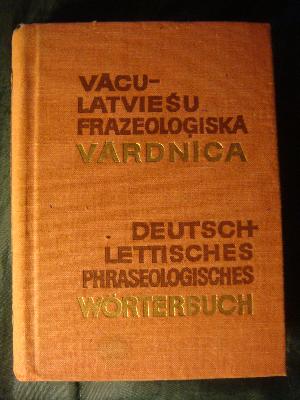 VĀCU-
LATVIEŠU
FRAZEOLOĢISKĀ
VĀRDNĪCA
DEUTSCH-
LETTISCHES
PHRASEOLOGISCHES
WÖRTERBUCH